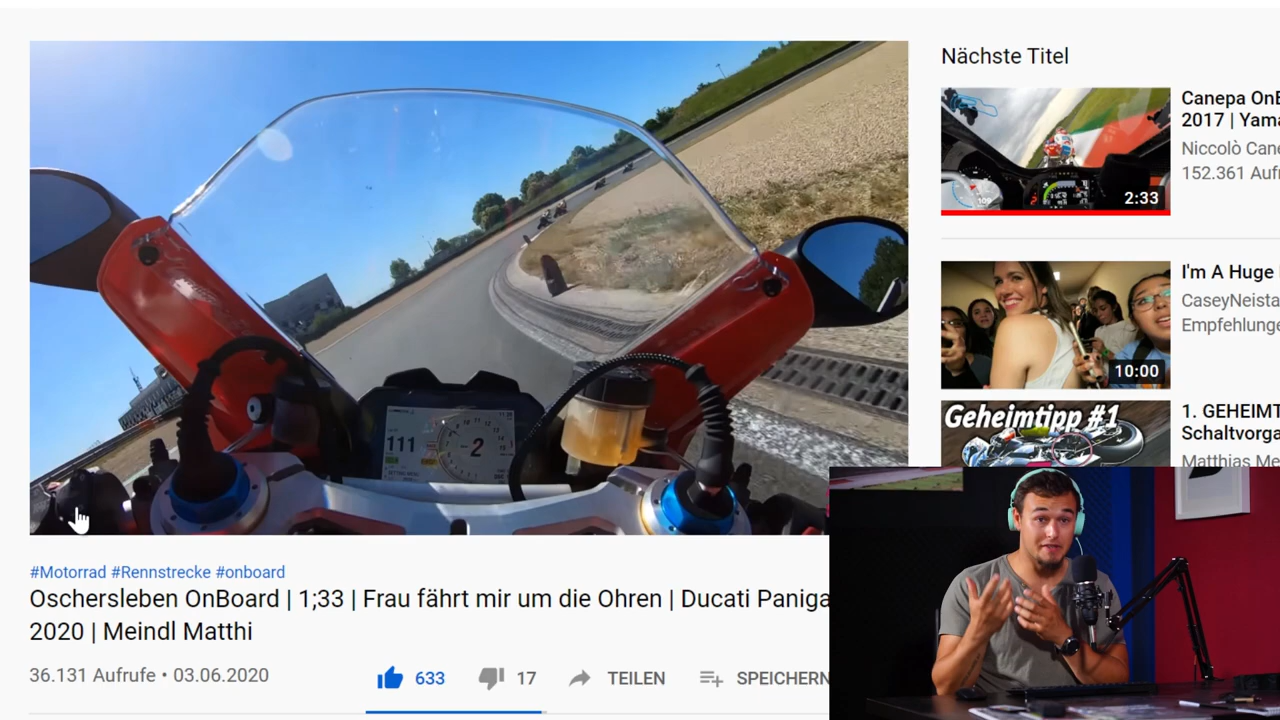 Nächste Titel
Canepa OnB
2017 | Yama
Niccolò Cane
152.361 Aufr
2:33
I'm A Huge
CaseyNeista
Empfehlunge
10:00
Geheimtipp #1
1. GEHEIMT
Schaltvorga
Matthias Me
111
2
#Motorrad #Rennstrecke #onboard
Oschersleben OnBoard | 1;33 | Frau fährt mir um die Ohren | Ducati Paniga
2020 | Meindl Matthi
36.131 Aufrufe • 03.06.2020
633
17
TEILEN
SPEICHERN